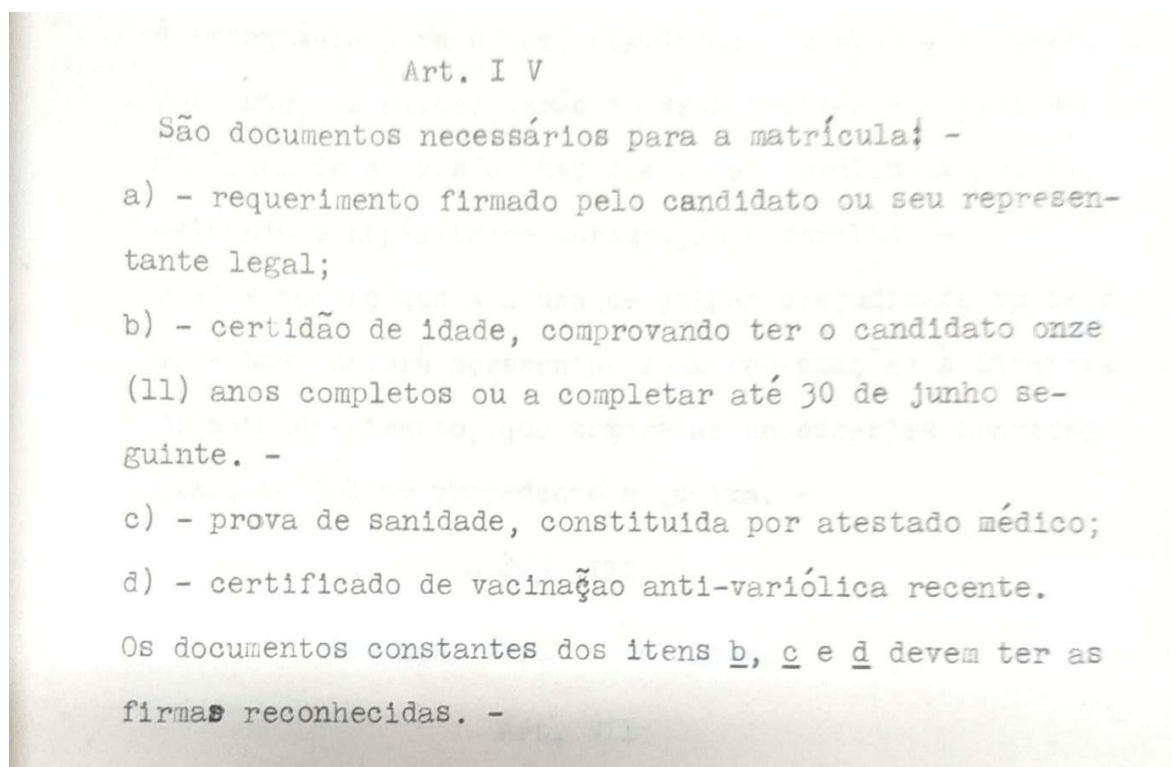 Art. I V
São documentos necessários para a matrícula: -
a) - requerimento firmado pelo candidato ou seu represen-
tante legal;
b) - certidão de idade, comprovando ter o candidato onze
(11) anos completos ou a completar até 30 de junho se-
guinte. -
c) - prova de sanidade, constituida por atestado médico;
d) - certificado de vacinação anti-variólica recente.
Os documentos constantes dos itens b, c e d devem ter as
firmas reconhecidas. -